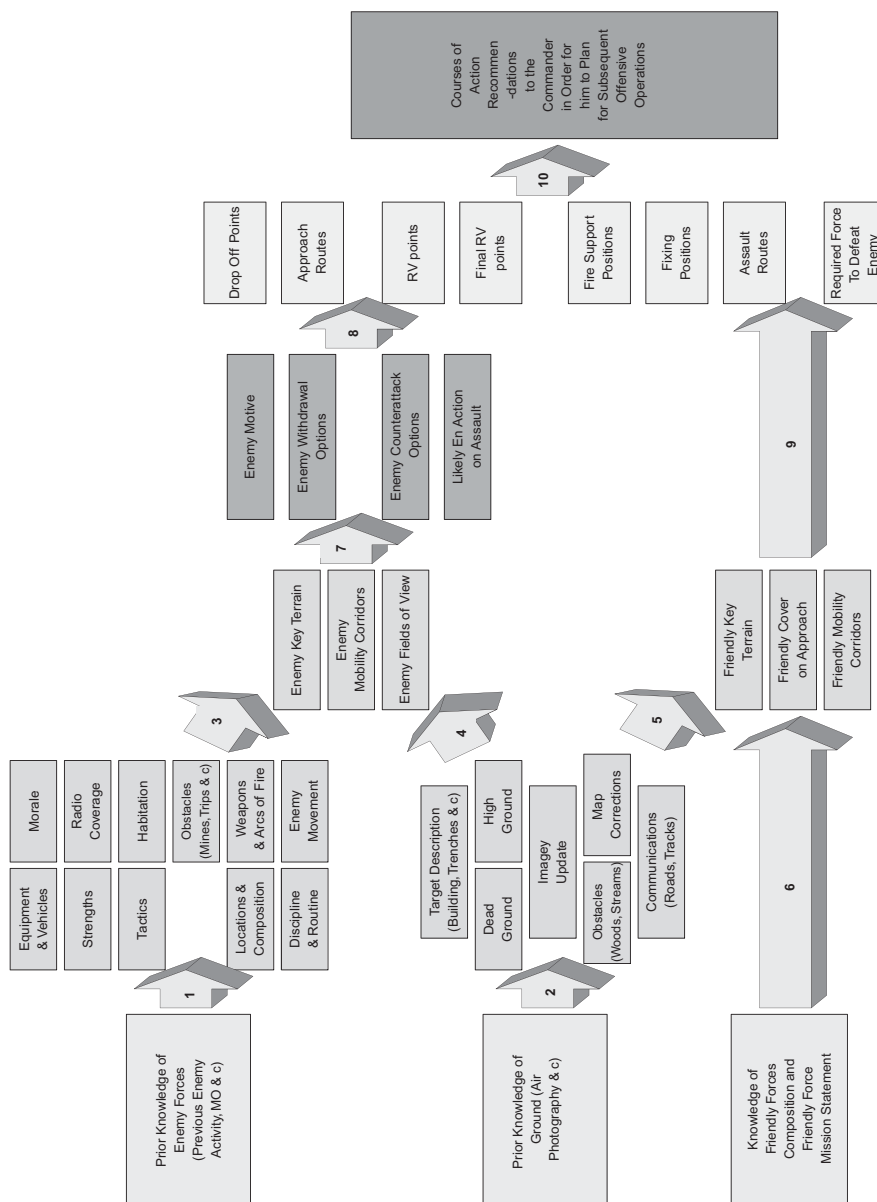 Prior Knowledge of
Enemy Forces
(Previous Enemy
Activity, MO & c)
Prior Knowledge of
Ground (Air
Photography & c)
Knowledge of
Friendly Forces
Composition and
Friendly Force
Mission Statement
1
2
6
Equipment
& Vehicles
Morale
Strengths
Radio
Coverage
Tactics
Habitation
Obstacles
(Mines,Trips & c)
Locations &
Composition
Weapons
& Arcs of Fire
Discipline
& Routine
Enemy
Movement
Target Description
(Building, Trenches & c)
Dead
Ground
High
Ground
Imagey
Update
Obstacles
(Woods, Streams)
Map
Corrections
Communications
(Roads,Tracks)
3
4
5
Enemy Key Terrain
Enemy
Mobility Corridors
Enemy Fields of View
Friendly Key
Terrain
Friendly Cover
on Approach
Friendly Mobility
Corridors
7
9
Enemy Motive
Enemy Withdrawal
Options
Enemy Counterattack
Options
Likely En Action
on Assault
8
Drop Off Points
Approach
Routes
RV points
Final RV
points
Fire Support
Positions
Fixing
Positions
Assault
Routes
Required Force
To Defeat
Enemy
10
Courses of
Action
Recommen
-dations
to the
Commander
in Order for
him to Plan
for Subsequent
Offensive
Operations